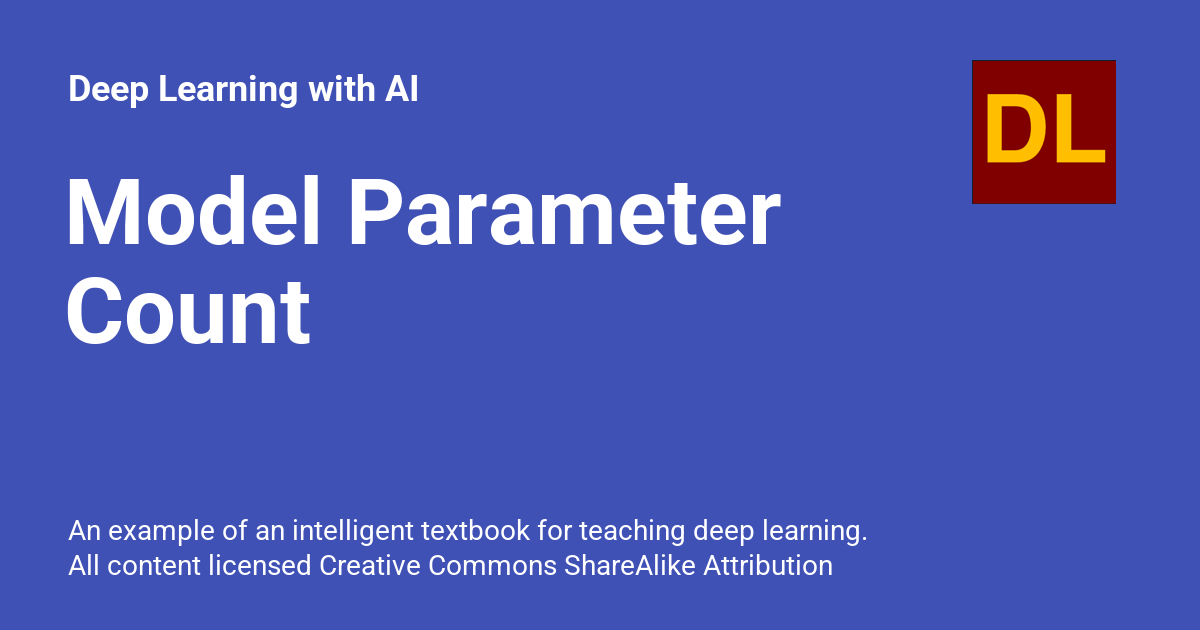 Deep Learning with AI
DL
Model Parameter
Count
An example of an intelligent textbook for teaching deep learning.
All content licensed Creative Commons ShareAlike Attribution